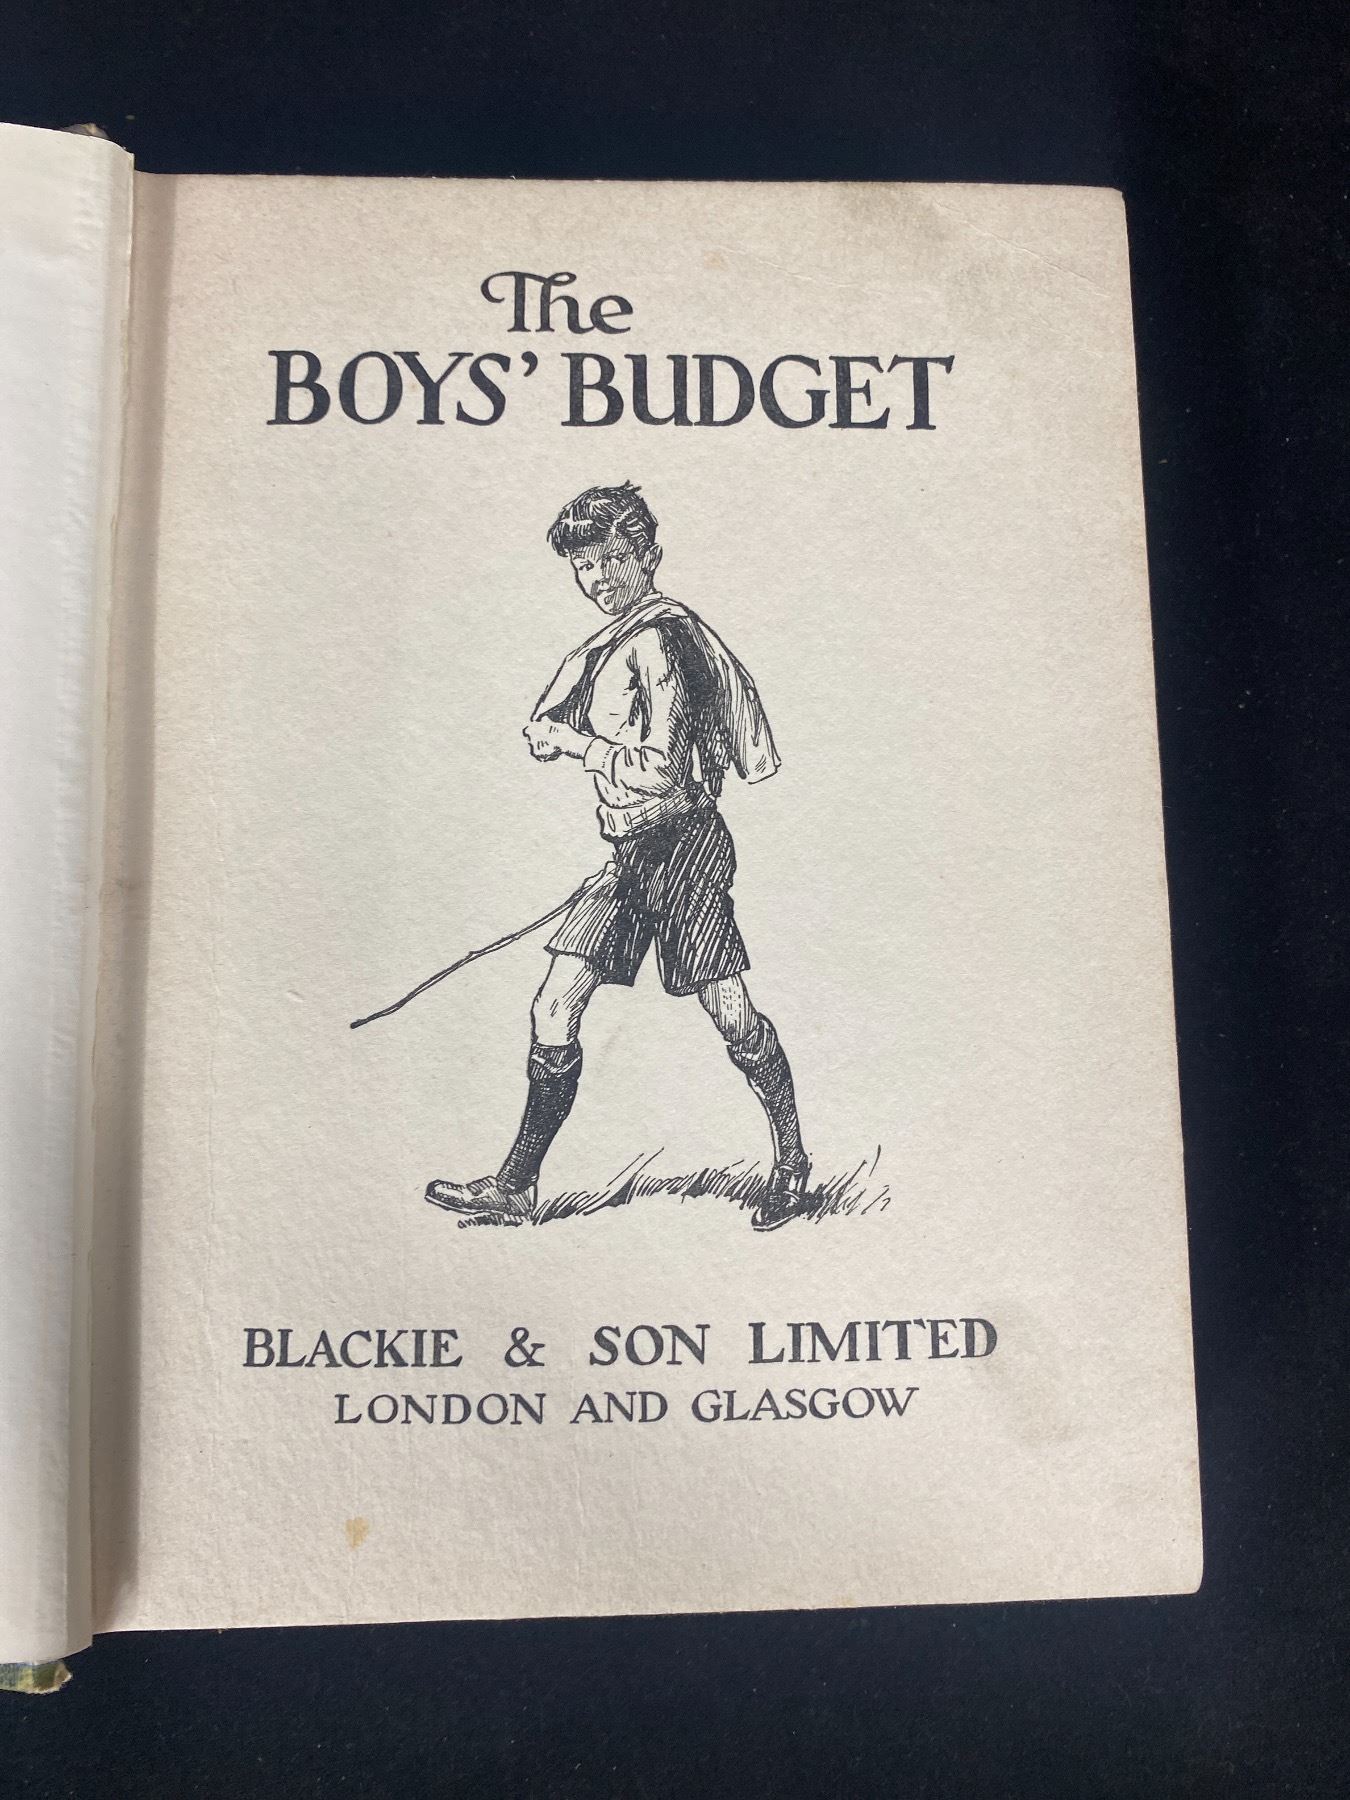 The
BOYS' BUDGET
BLACKIE & SON LIMITED
LONDON AND GLASGOW